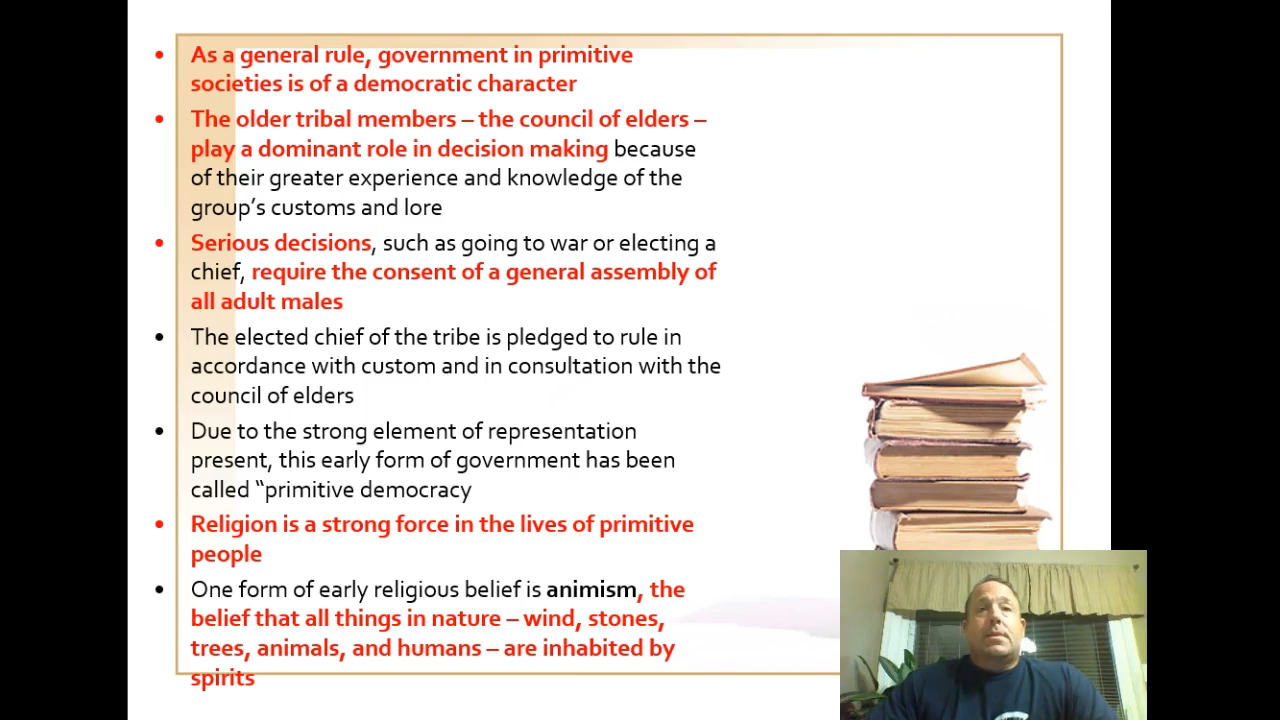 • As a general rule, government in primitive
societies is of a democratic character
• The older tribal members – the council of elders –
play a dominant role in decision making because
of their greater experience and knowledge of the
group's customs and lore
• Serious decisions, such as going to war or electing a
chief, require the consent of a general assembly of
all adult males
• The elected chief of the tribe is pledged to rule in
accordance with custom and in consultation with the
council of elders
• Due to the strong element of representation
present, this early form of government has been
called “primitive democracy
• Religion is a strong force in the lives of primitive
people
• One form of early religious belief is animism, the
belief that all things in nature – wind, stones,
trees, animals, and humans – are inhabited by
spirits